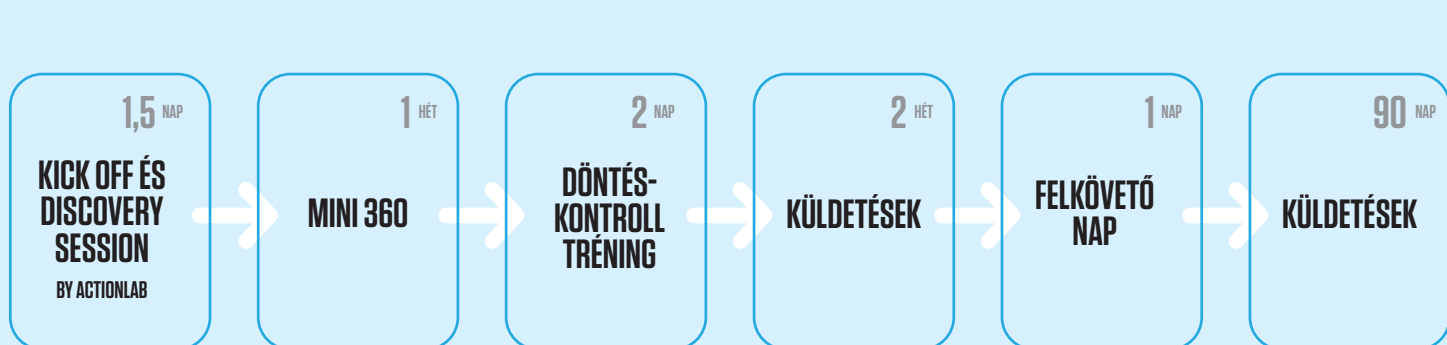 1,5 NAP
KICK OFF ÉS
DISCOVERY
SESSION
BY ACTIONLAB
1 HÉT
MINI 360
2 NAP
DÖNTÉS-
KONTROLL
TRÉNING
2 HÉT
KÜLDETÉSEK
1 NAP
FELKÖVETŐ
NAP
90 NAP
KÜLDETÉSEK